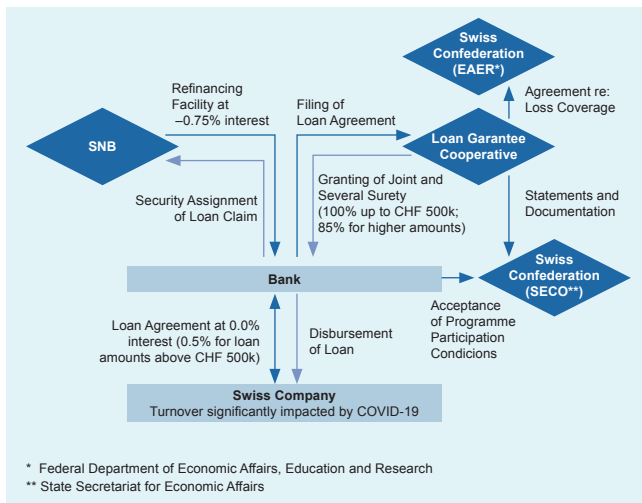 Swiss
Confederation
(EAER*)
Refinancing
Facility at
–0.75% interest
Filing of
Loan Agreement
Agreement re:
Loss Coverage
SNB
Loan Garantee
Cooperative
Security Assignment
of Loan Claim
Granting of Joint and
Several Surety
(100% up to CHF 500k;
85% for higher amounts)
Statements and
Documentation
Bank
Swiss
Confederation
(SECO**)
Loan Agreement at 0.0%
interest (0.5% for loan
amounts above CHF 500k)
Disbursement
of Loan
Acceptance
of Programme
Participation
Condicions
Swiss Company
Turnover significantly impacted by COVID-19
* Federal Department of Economic Affairs, Education and Research
** State Secretariat for Economic Affairs